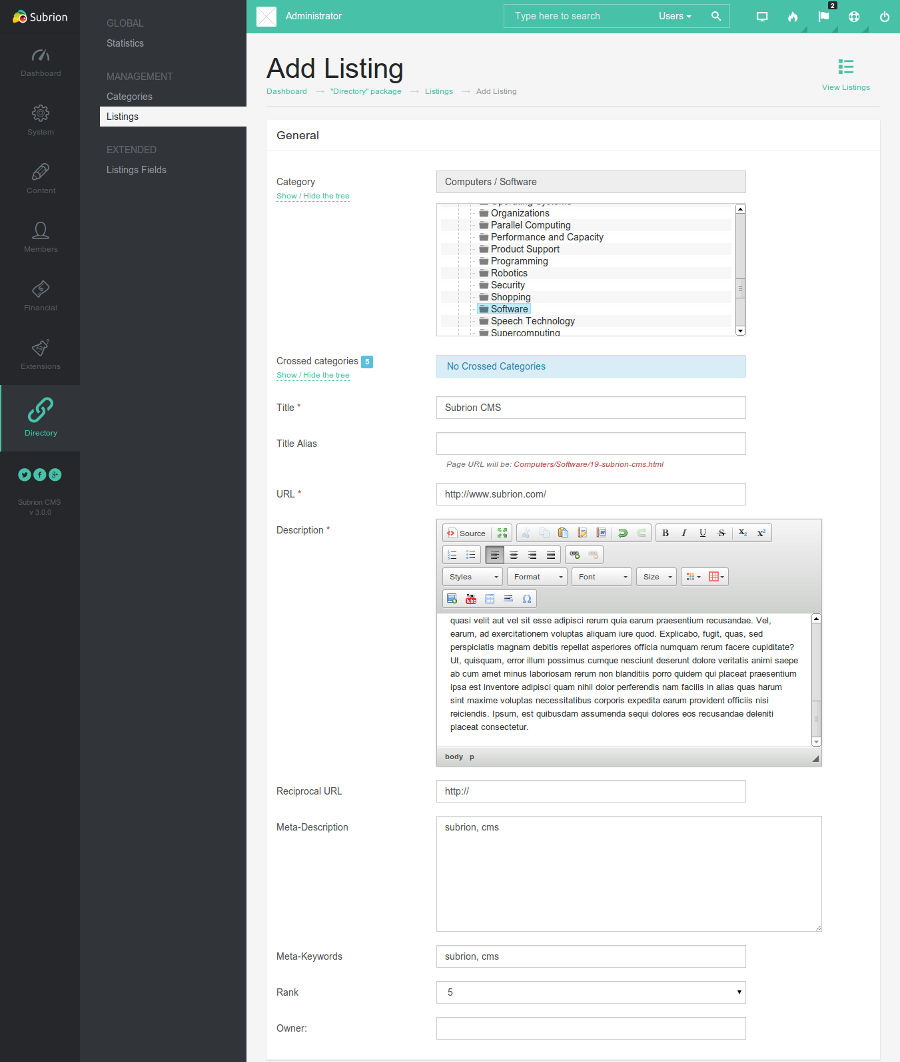 Subrion
Dashboard
System
Content
Members
Financial
Extensions
Directory
Subrion CMS
v 3.0.0
GLOBAL
Statistics
MANAGEMENT
Categories
Listings
EXTENDED
Listings Fields
Administrator
Type here to search
Users
2
Add Listing
Dashboard → "Directory" package → Listings → Add Listing
View Listings
General
Category
Show / Hide the tree
Computers / Software
Operating Systems
Organizations
Parallel Computing
Performance and Capacity
Product Support
Programming
Robotics
Security
Shopping
Software
Speech Technology
Supercomputing
Crossed categories 5
Show / Hide the tree
No Crossed Categories
Title *
Subrion CMS
Title Alias
Page URL will be: Computers/Software/19-subrion-cms.html
URL *
http://www.subrion.com/
Description *
Source
B I U S X₂ X²
Styles Format Font Size
quasi velit aut vel sit esse adipisci rerum quia earum praesentium recusandae. Vel,
earum, ad exercitationem voluptas aliquam iure quod. Explicabo, fugit, quas, sed
perspiciatis magnam debitis repellat asperiores officia numquam rerum facere cupiditate?
Ut, quisquam, error illum possimus cumque nesciunt deserunt dolore veritatis animi saepe
ab cum amet minus laboriosam rerum non blanditiis porro quidem qui placeat praesentium
ipsa est inventore adipisci quam nihil dolor perferendis nam facilis in alias quas harum
sint maxime voluptas necessitatibus corporis expedita earum provident officiis nisi
reiciendis. Ipsum, est quibusdam assumenda sequi dolores eos recusandae deleniti
placeat consectetur.
body p
Reciprocal URL
http://
Meta-Description
subrion, cms
Meta-Keywords
subrion, cms
Rank
5
Owner: